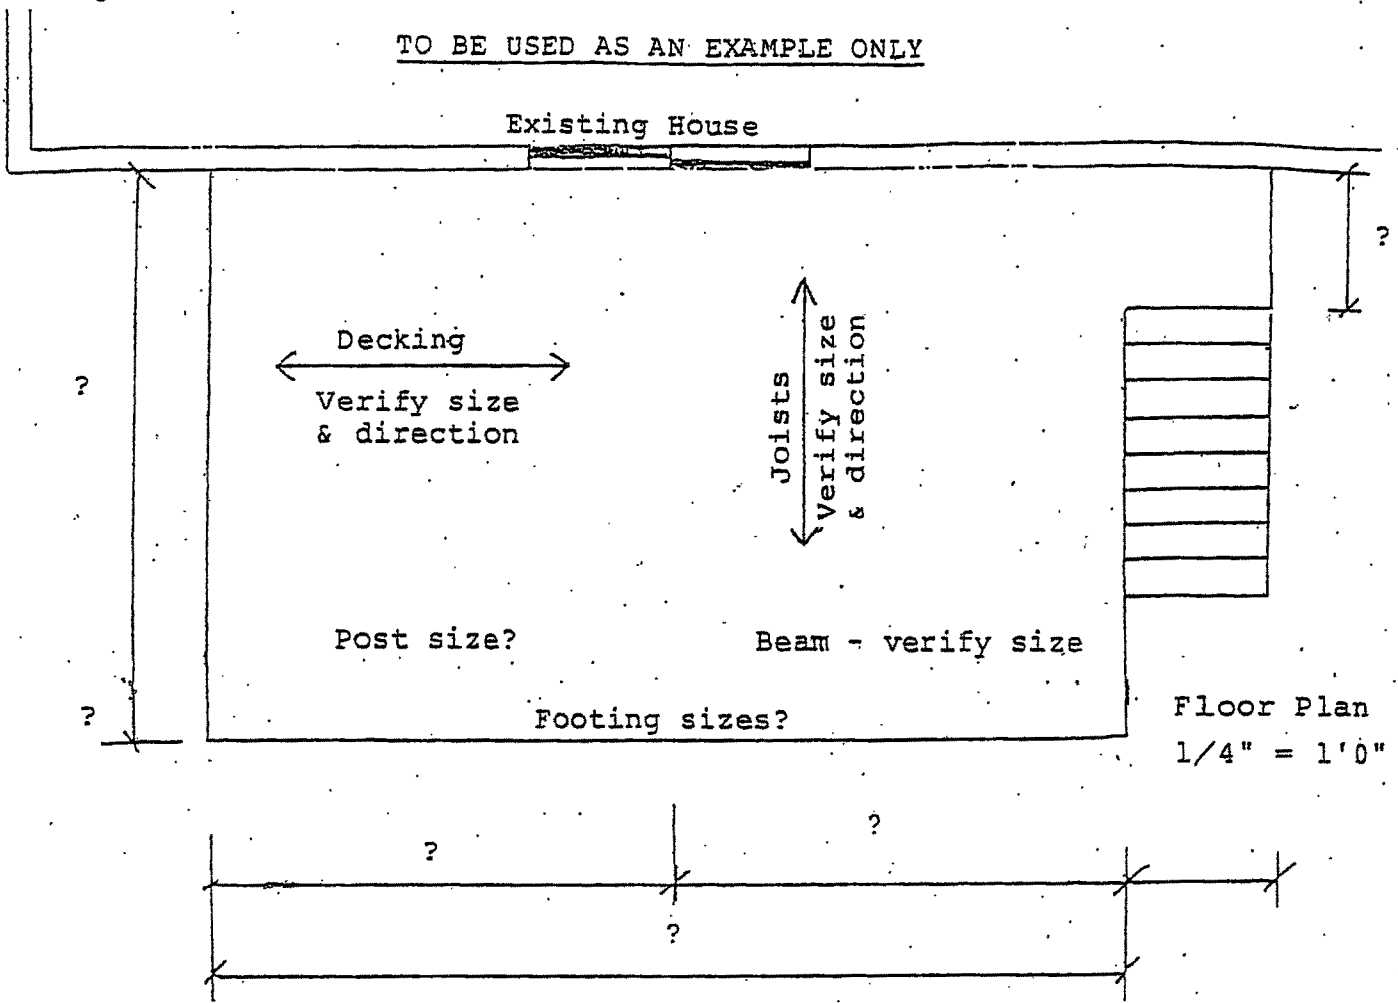 TO BE USED AS AN EXAMPLE ONLY
Existing House
?
Decking
Verify size
& direction
Joists
Verify size
& direction
?
Post size?
Beam - verify size
?
Footing sizes?
Floor Plan
1/4" = 1'0"
?
?
?